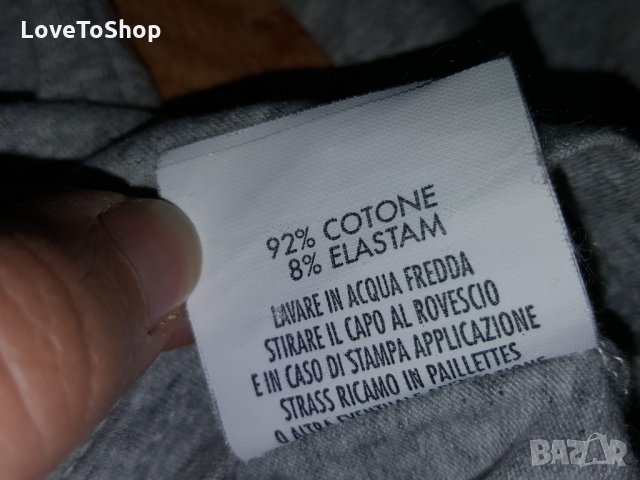 LoveToShop
92% COTONE
8% ELASTAM
LAVARE IN ACQUA FREDDA
STIRARE IL CAPO AL ROVESCIO
E IN CASO DI STAMPA APPLICAZIONE
STRASS RICAMO IN PAILLETTES
O ALTRA
BAZAR